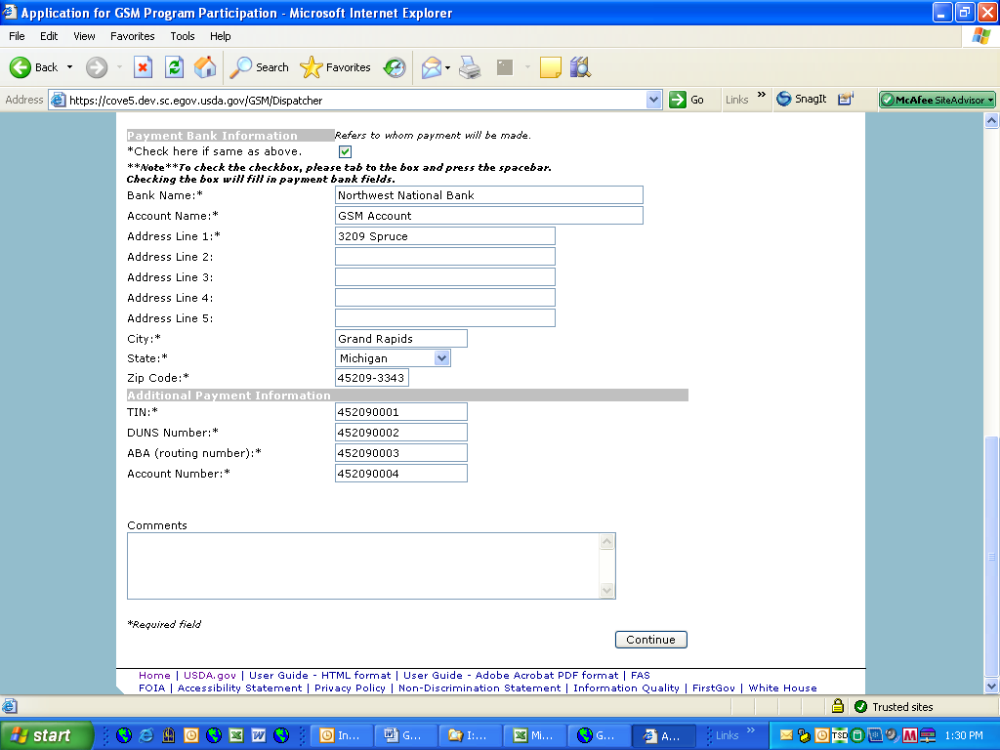 Application for GSM Program Participation - Microsoft Internet Explorer
File Edit View Favorites Tools Help
Back Search Favorites
Address https://cove5.dev.sc.egov.usda.gov/GSM/Dispatcher Go Links » SnagIt McAfee SiteAdvisor
Payment Bank Information Refers to whom payment will be made.
*Check here if same as above.
**Note**To check the checkbox, please tab to the box and press the spacebar.
Checking the box will fill in payment bank fields.
Bank Name:* Northwest National Bank
Account Name:* GSM Account
Address Line 1:* 3209 Spruce
Address Line 2:
Address Line 3:
Address Line 4:
Address Line 5:
City:* Grand Rapids
State:* Michigan
Zip Code:* 45209-3343
Additional Payment Information
TIN:* 452090001
DUNS Number:* 452090002
ABA (routing number):* 452090003
Account Number:* 452090004
Comments
*Required field
Continue
Home | USDA.gov | User Guide - HTML format | User Guide - Adobe Acrobat PDF format | FAS
FOIA | Accessibility Statement | Privacy Policy | Non-Discrimination Statement | Information Quality | FirstGov | White House
Trusted sites
start In... G... I:... Mi... G... A... Links » TSD 1:30 PM